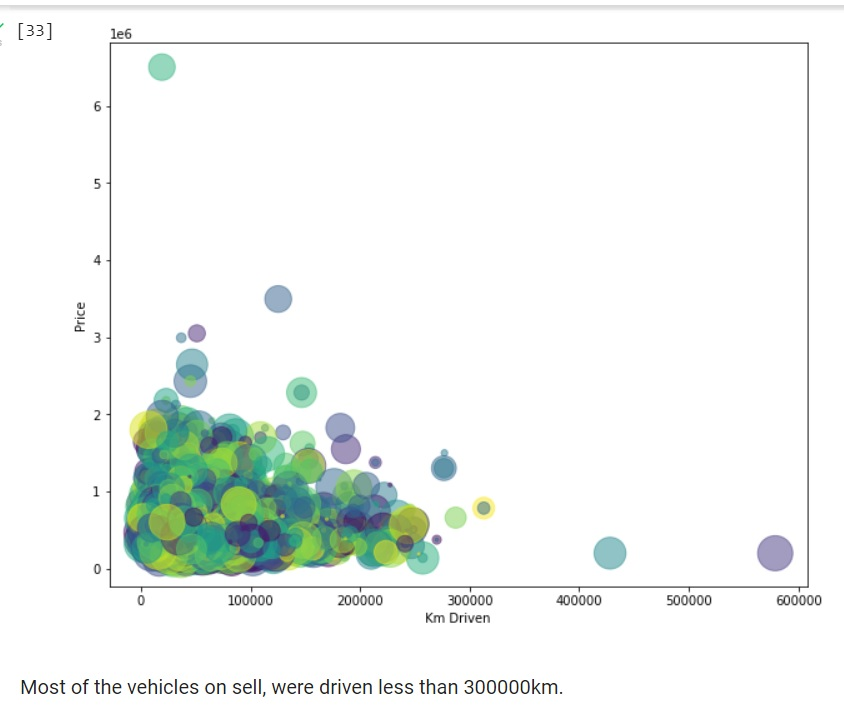 [33]
1e6
6
5
4
3
2
1
0
Price
0 100000 200000 300000 400000 500000 600000
Km Driven
Most of the vehicles on sell, were driven less than 300000km.